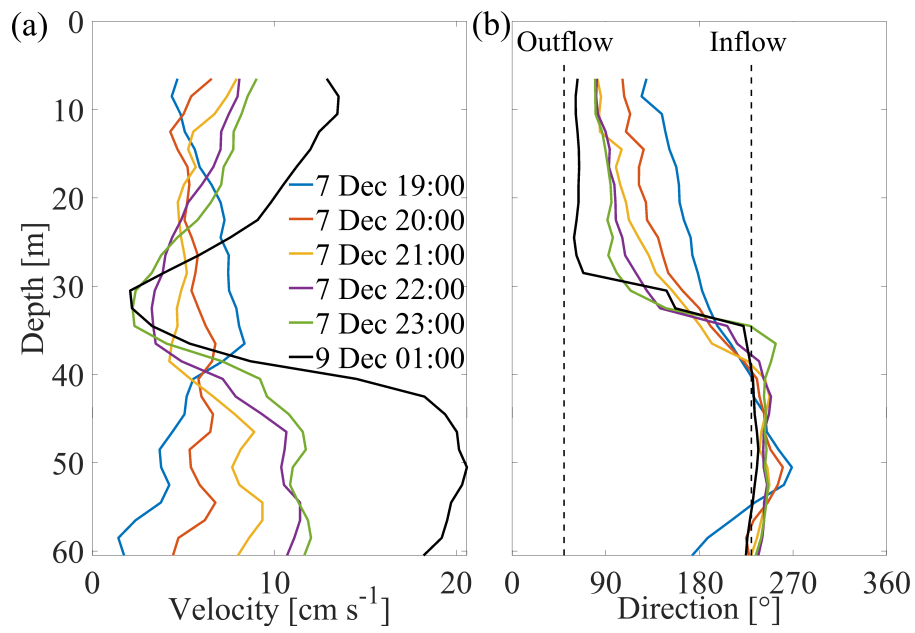 (a)
(b)
0
10
20
30
40
50
60
Depth [m]
7 Dec 19:00
7 Dec 20:00
7 Dec 21:00
7 Dec 22:00
7 Dec 23:00
9 Dec 01:00
0
10
20
Velocity [cm s⁻¹]
Outflow
Inflow
0
90
180
270
360
Direction [°]